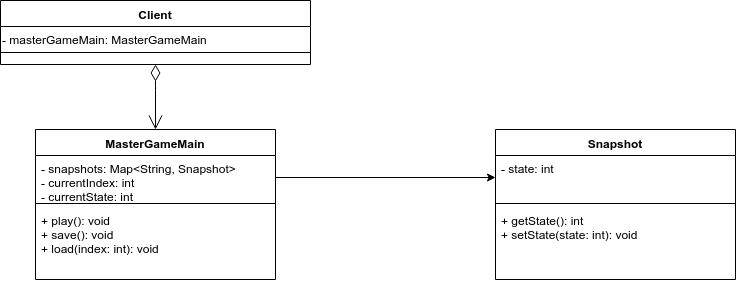 Client
- masterGameMain: MasterGameMain
MasterGameMain
- snapshots: Map<String, Snapshot>
- currentIndex: int
- currentState: int
+ play(): void
+ save(): void
+ load(index: int): void
Snapshot
- state: int
+ getState(): int
+ setState(state: int): void